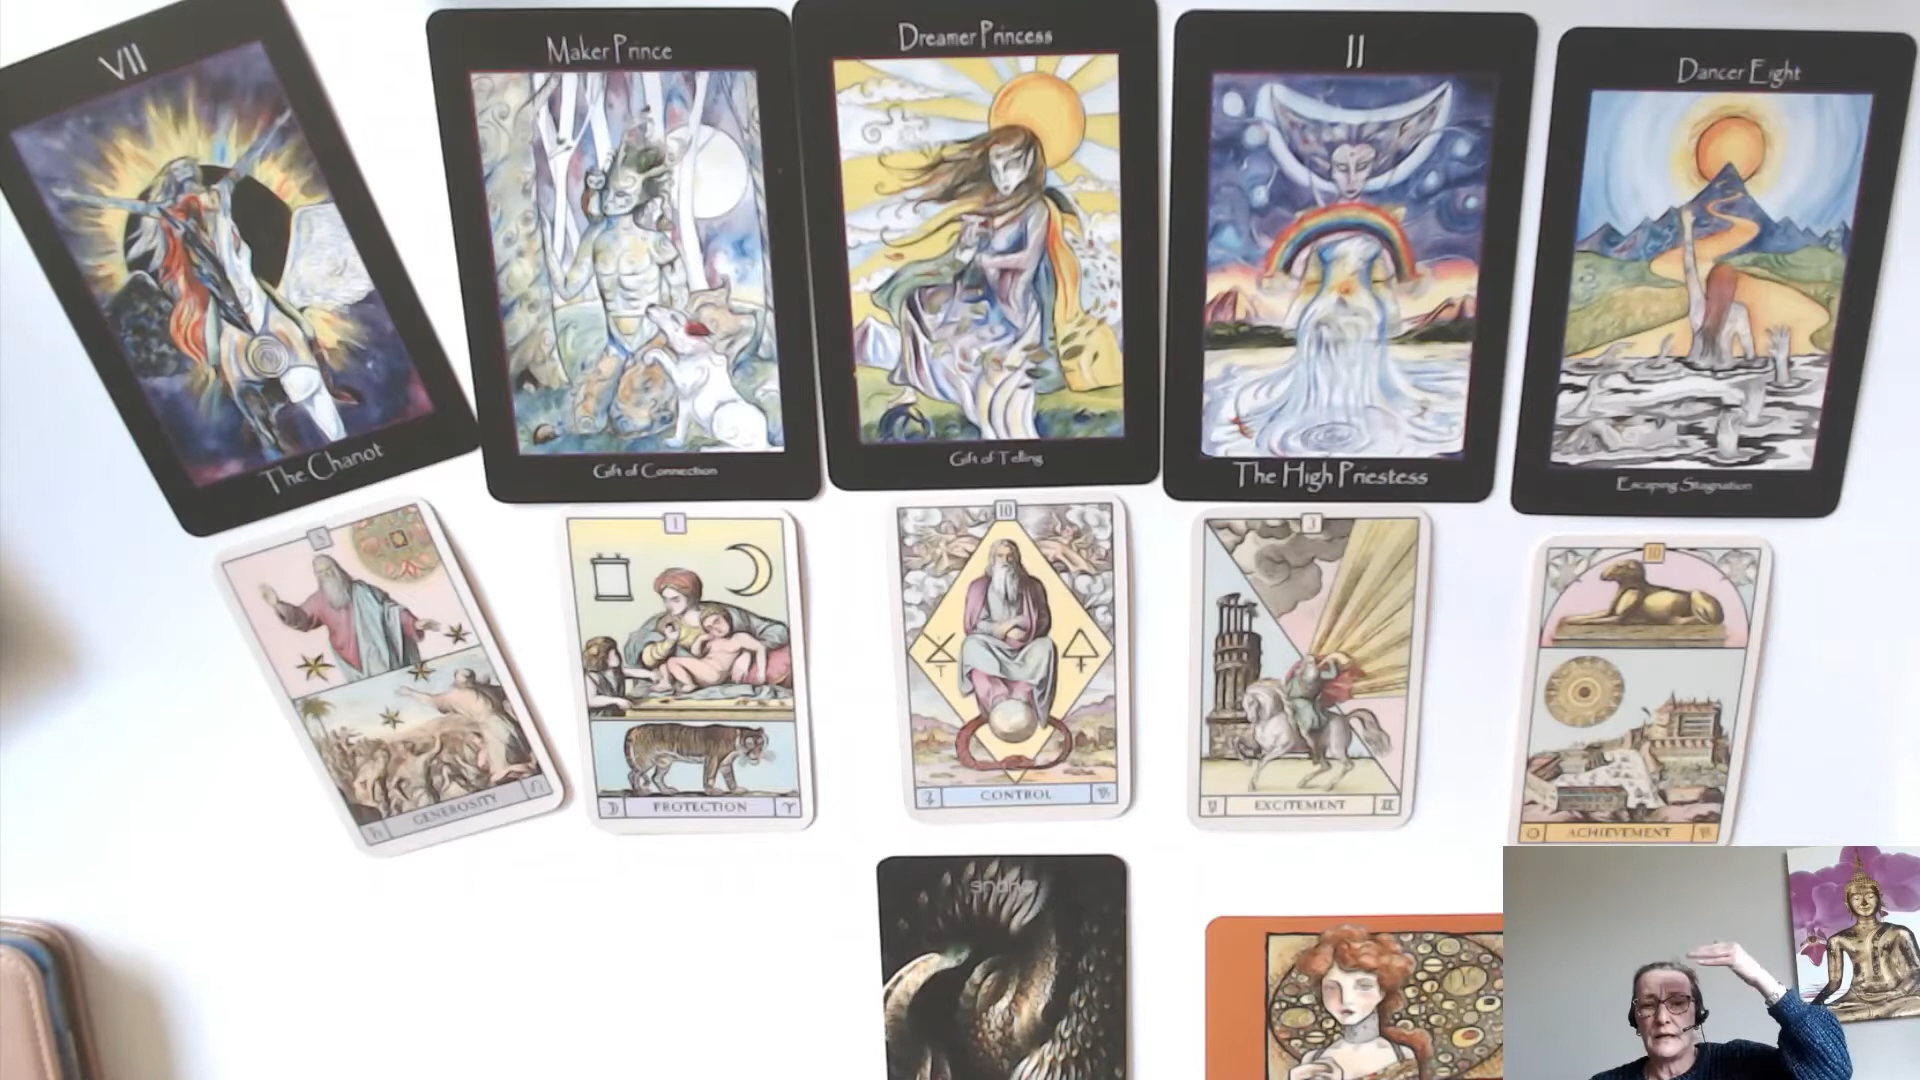 VII
The Chariot
Maker Prince
Gift of Connection
Dreamer Princess
Gift of Telling
II
The High Priestess
Dancer Eight
Escaping Stagnation
5
GENEROSITY
1
PROTECTION
10
CONTROL
3
EXCITEMENT
10
ACHIEVEMENT